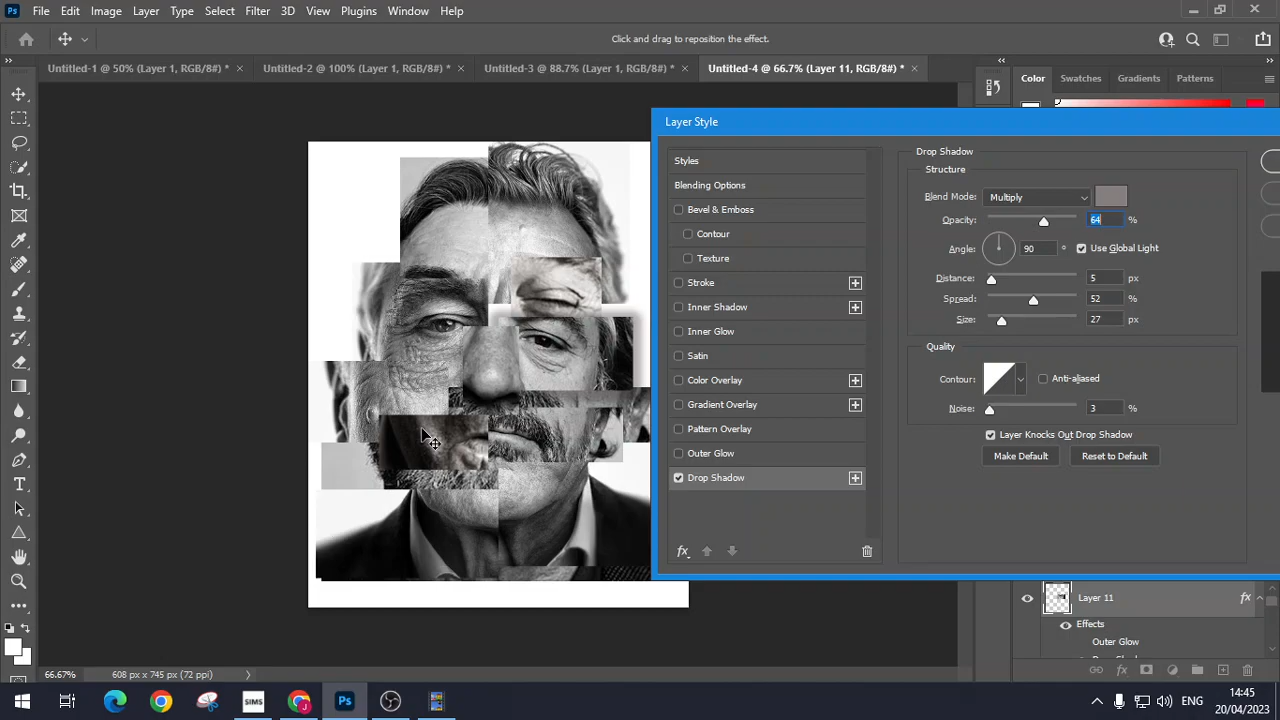 File Edit Image Layer Type Select Filter 3D View Plugins Window Help
Click and drag to reposition the effect.
Untitled-1 @ 50% (Layer 1, RGB/8#) * Untitled-2 @ 100% (Layer 1, RGB/8#) * Untitled-3 @ 88.7% (Layer 1, RGB/8#) * Untitled-4 @ 66.7% (Layer 11, RGB/8#) *
Color Swatches Gradients Patterns
Layer Style
Styles
Blending Options
Bevel & Emboss
Contour
Texture
Stroke
Inner Shadow
Inner Glow
Satin
Color Overlay
Gradient Overlay
Pattern Overlay
Outer Glow
Drop Shadow
fx
Drop Shadow
Structure
Blend Mode: Multiply
Opacity: 64 %
Angle: 90 ° Use Global Light
Distance: 5 px
Spread: 52 %
Size: 27 px
Quality
Contour: Anti-aliased
Noise: 3 %
Layer Knocks Out Drop Shadow
Make Default Reset to Default
Layer 11 fx
Effects
Outer Glow
fx
66.67% 608 px x 745 px (72 ppi)
Ps
SIMS
J
Ps
ENG
14:45
20/04/2023